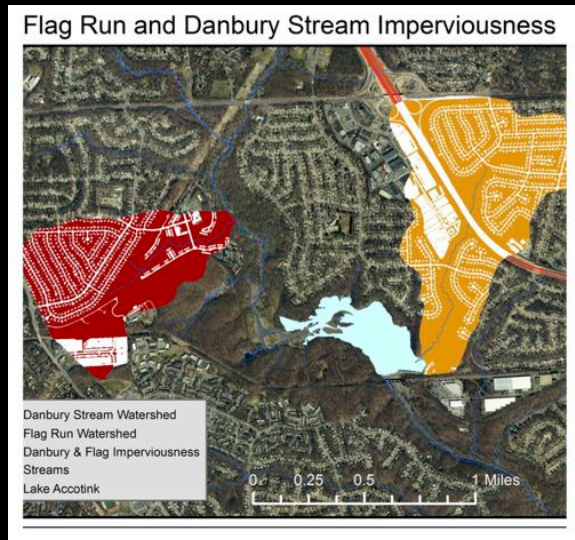 Flag Run and Danbury Stream Imperviousness
Danbury Stream Watershed
Flag Run Watershed
Danbury & Flag Imperviousness
Streams
Lake Accotink
0 0.25 0.5 1 Miles